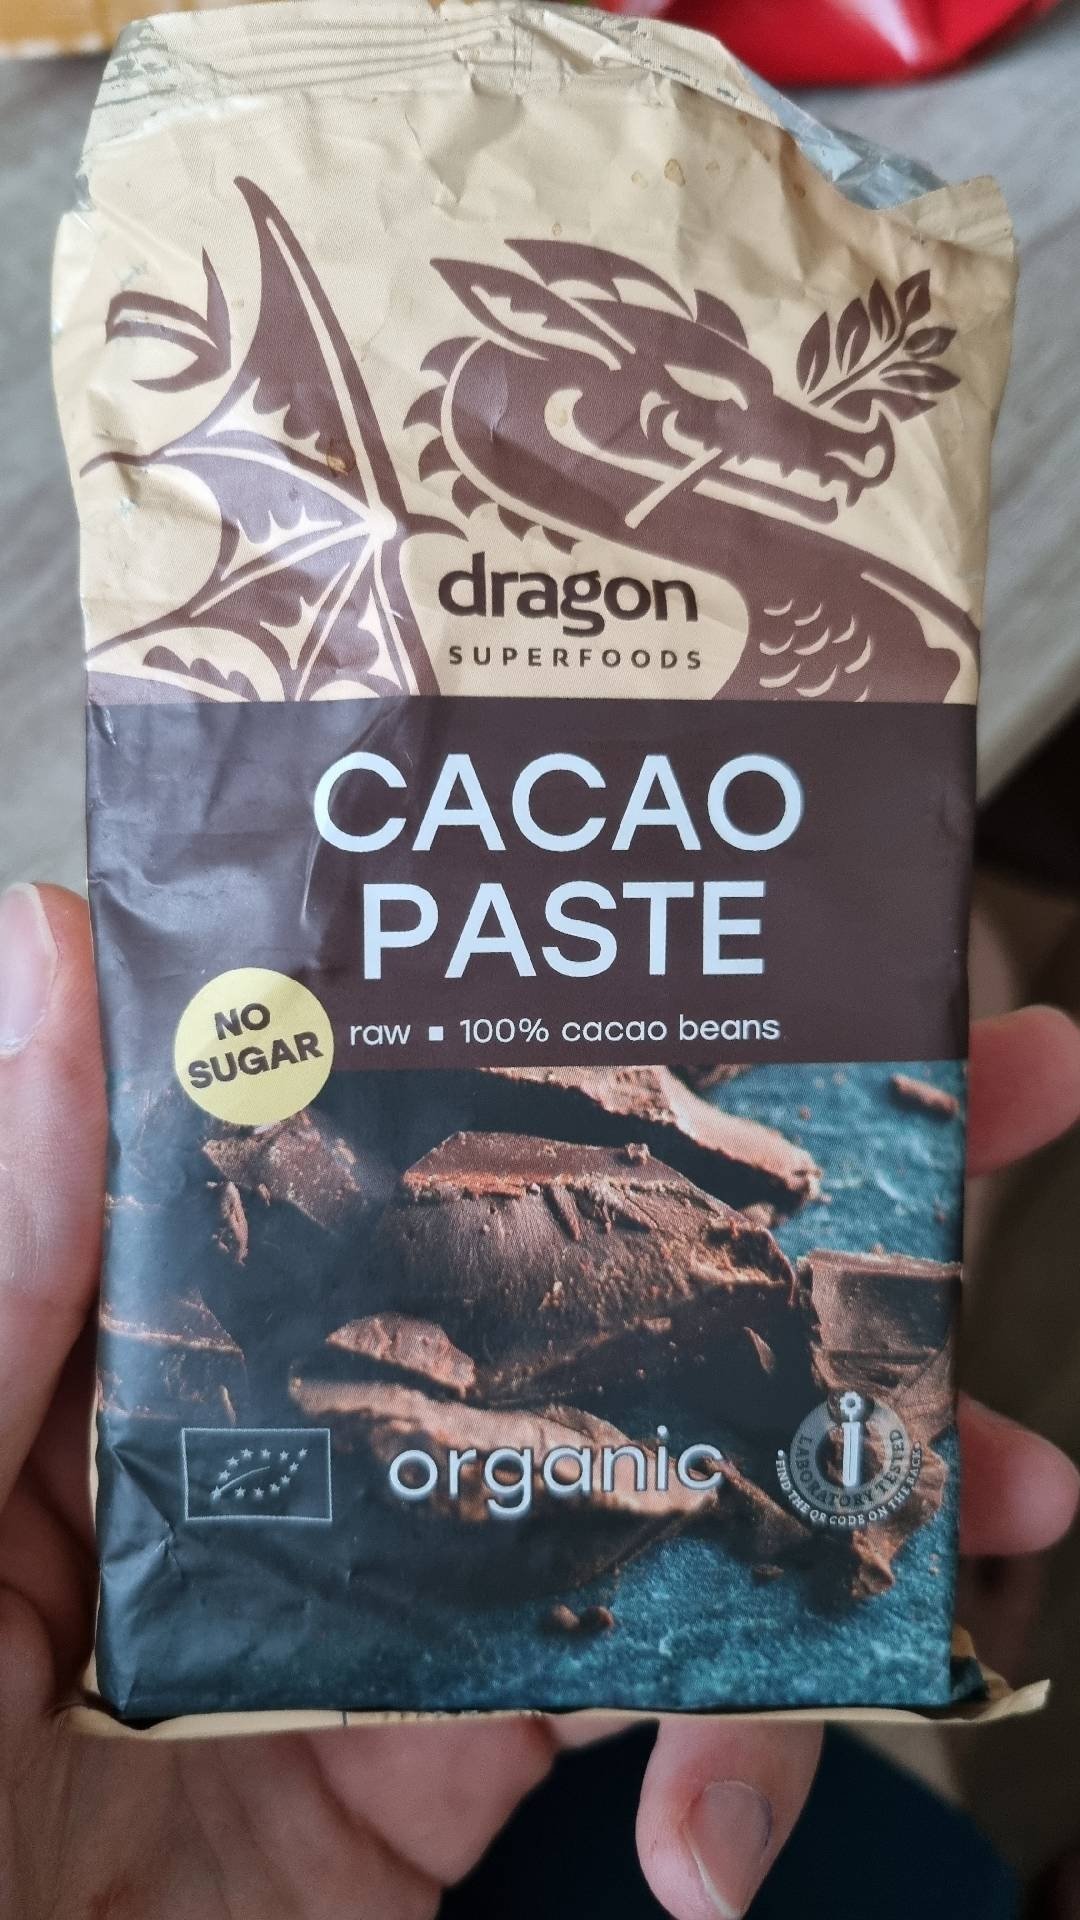 dragon
SUPERFOODS
CACAO
PASTE
NO
SUGAR
raw ▪ 100% cacao beans
organic
LABORATORY TESTED
• FIND THE QR CODE ON THE BACK •